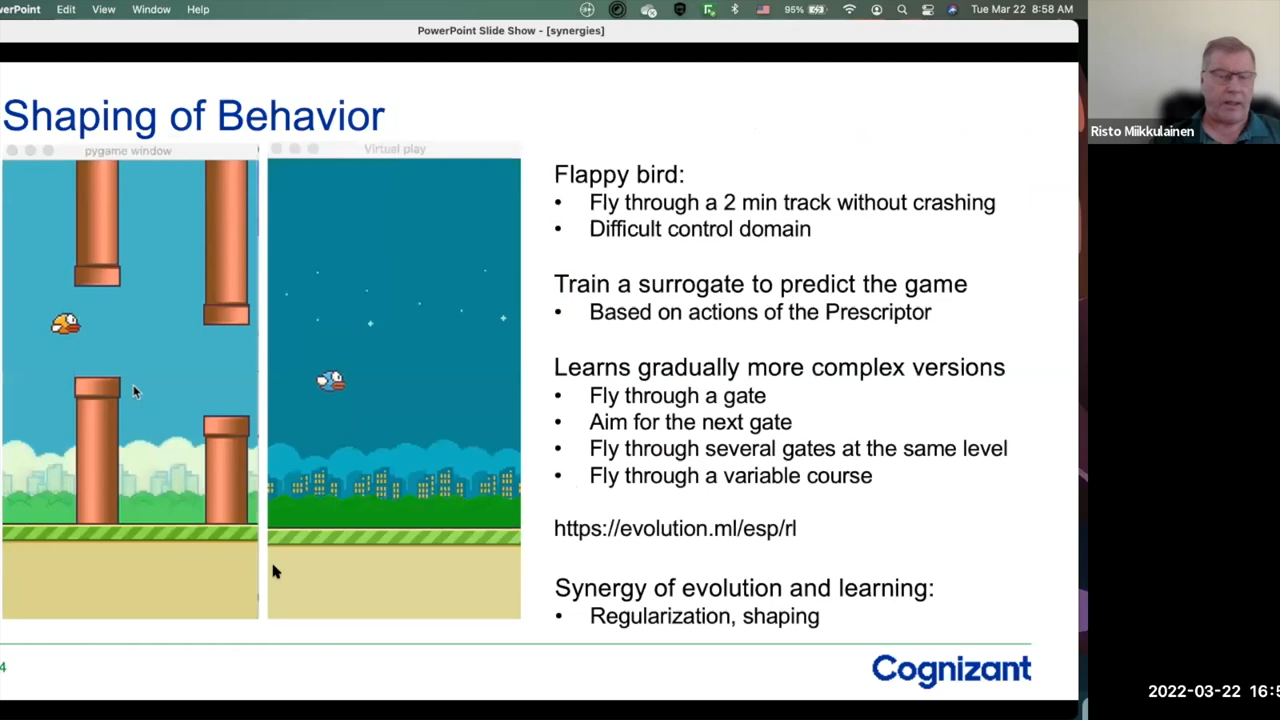 werPoint Edit View Window Help 95% Tue Mar 22 8:58 AM
PowerPoint Slide Show - [synergies]
Risto Miikkulainen
Shaping of Behavior
pygame window
Virtual play
Flappy bird:
• Fly through a 2 min track without crashing
• Difficult control domain
Train a surrogate to predict the game
• Based on actions of the Prescriptor
Learns gradually more complex versions
• Fly through a gate
• Aim for the next gate
• Fly through several gates at the same level
• Fly through a variable course
https://evolution.ml/esp/rl
Synergy of evolution and learning:
• Regularization, shaping
4
Cognizant
2022-03-22 16:5